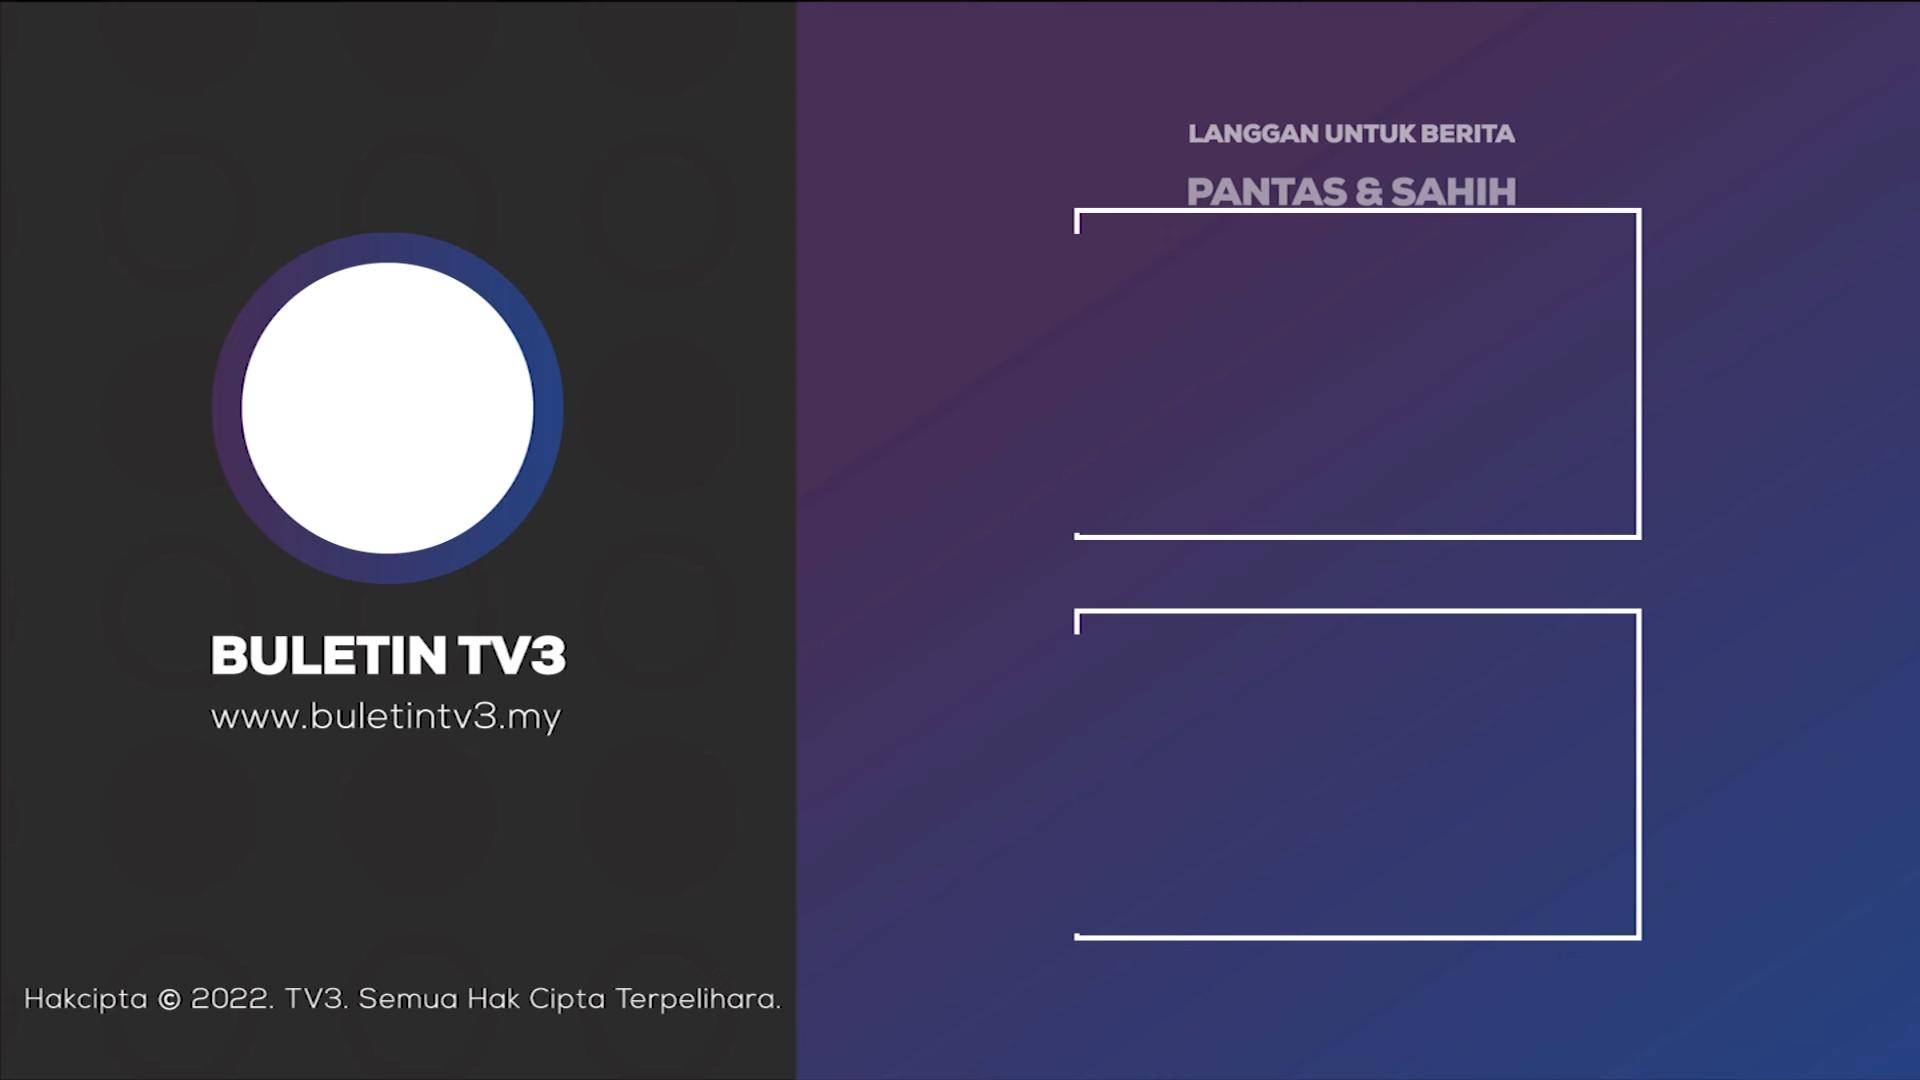 BULETIN TV3
www.buletintv3.my
Hakcipta © 2022. TV3. Semua Hak Cipta Terpelihara.
LANGGAN UNTUK BERITA
PANTAS & SAHIH